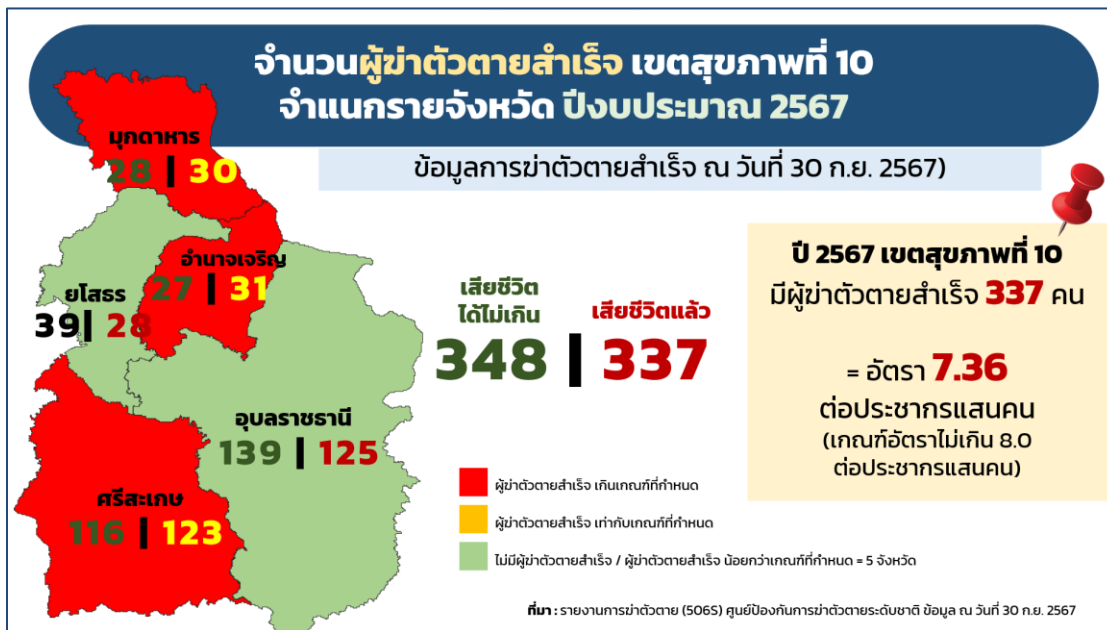 จำนวนผู้ฆ่าตัวตายสำเร็จ เขตสุขภาพที่ 10
จำแนกรายจังหวัด ปีงบประมาณ 2567
ข้อมูลการฆ่าตัวตายสำเร็จ ณ วันที่ 30 ก.ย. 2567)
มุกดาหาร
28 | 30
อำนาจเจริญ
27 | 31
ยโสธร
39| 28
อุบลราชธานี
139 | 125
ศรีสะเกษ
116 | 123
เสียชีวิต
ได้ไม่เกิน
เสียชีวิตแล้ว
348 | 337
ปี 2567 เขตสุขภาพที่ 10
มีผู้ฆ่าตัวตายสำเร็จ 337 คน
= อัตรา 7.36
ต่อประชากรแสนคน
(เกณฑ์อัตราไม่เกิน 8.0
ต่อประชากรแสนคน)
ผู้ฆ่าตัวตายสำเร็จ เกินเกณฑ์ที่กำหนด
ผู้ฆ่าตัวตายสำเร็จ เท่ากับเกณฑ์ที่กำหนด
ไม่มีผู้ฆ่าตัวตายสำเร็จ / ผู้ฆ่าตัวตายสำเร็จ น้อยกว่าเกณฑ์ที่กำหนด = 5 จังหวัด
ที่มา : รายงานการฆ่าตัวตาย (506S) ศูนย์ป้องกันการฆ่าตัวตายระดับชาติ ข้อมูล ณ วันที่ 30 ก.ย. 2567